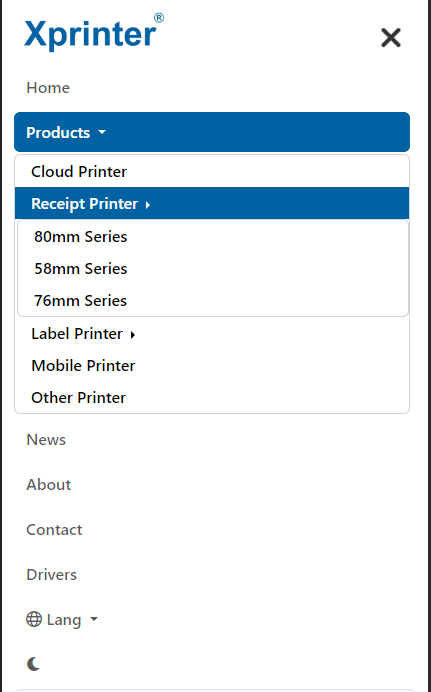 Xprinter®
Home
Products
Cloud Printer
Receipt Printer
80mm Series
58mm Series
76mm Series
Label Printer
Mobile Printer
Other Printer
News
About
Contact
Drivers
Lang